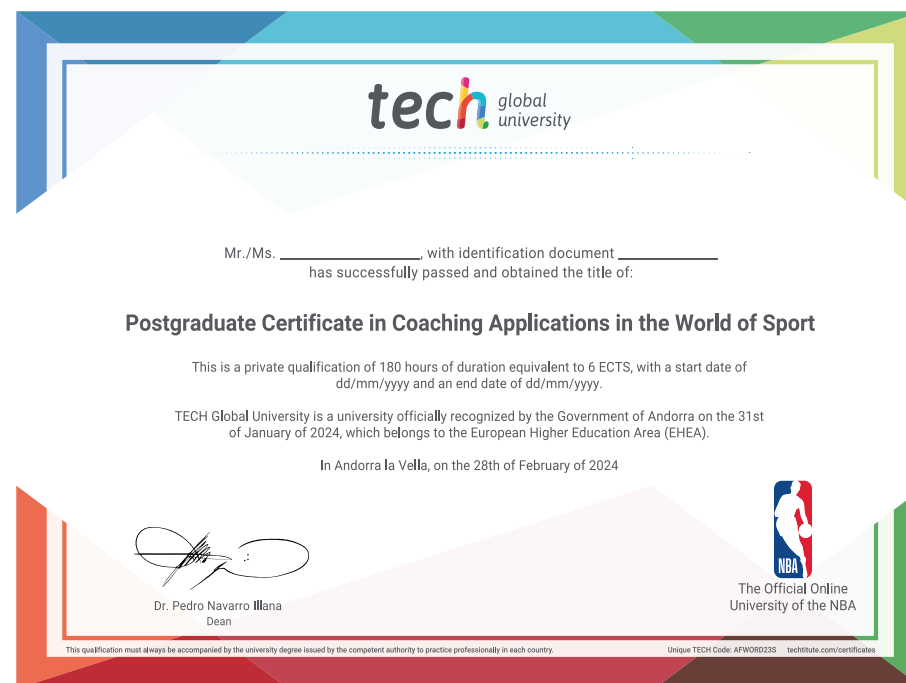 tech global university
Mr./Ms. ____________________, with identification document ______________
has successfully passed and obtained the title of:
Postgraduate Certificate in Coaching Applications in the World of Sport
This is a private qualification of 180 hours of duration equivalent to 6 ECTS, with a start date of
dd/mm/yyyy and an end date of dd/mm/yyyy.
TECH Global University is a university officially recognized by the Government of Andorra on the 31st
of January of 2024, which belongs to the European Higher Education Area (EHEA).
In Andorra la Vella, on the 28th of February of 2024
NBA
Dr. Pedro Navarro Illana
Dean
The Official Online
University of the NBA
This qualification must always be accompanied by the university degree issued by the competent authority to practice professionally in each country.
Unique TECH Code: AFWORD23S techtitute.com/certificates